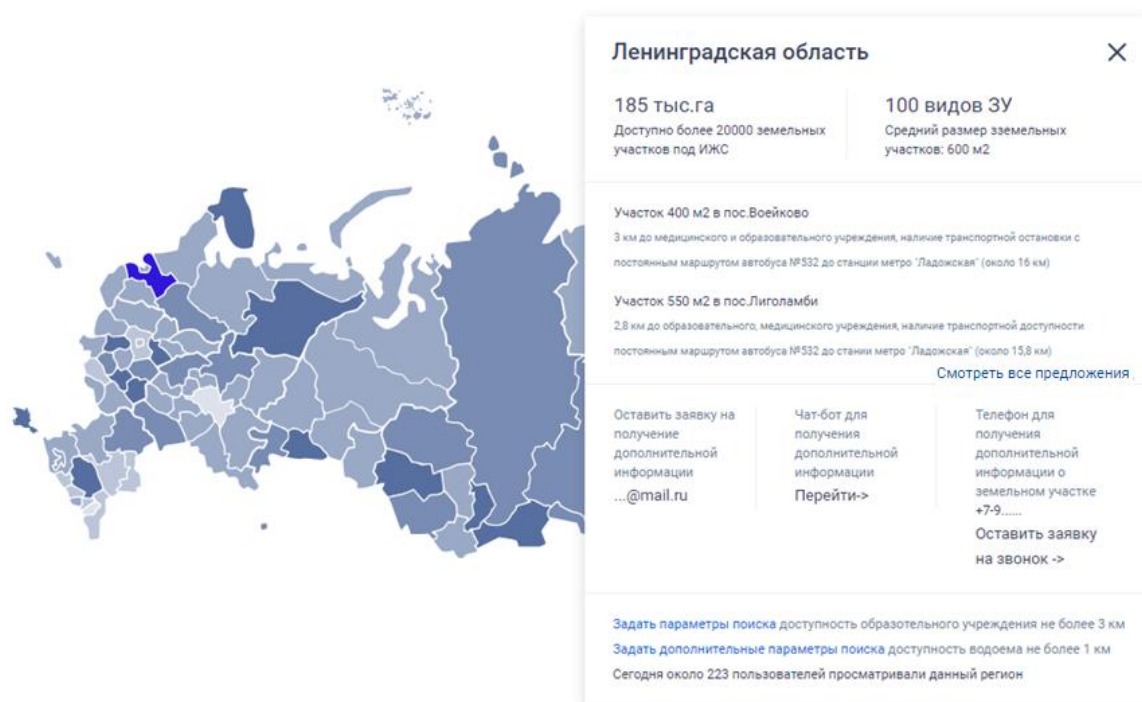 Ленинградская область
185 тыс.га
Доступно более 20000 земельных
участков под ИЖС
100 видов ЗУ
Средний размер зземельных
участков: 600 м2
Участок 400 м2 в пос.Воейково
3 км до медицинского и образовательного учреждения, наличие транспортной остановки с
постоянным маршрутом автобуса №532 до станции метро "Ладожская" (около 16 км)
Участок 550 м2 в пос.Лиголамби
2,8 км до образовательного, медицинского учреждения, наличие транспортной доступности
постоянным маршрутом автобуса №532 до стании метро "Ладожская" (около 15,8 км)
Смотреть все предложения
Оставить заявку на
получение
дополнительной
информации
...@mail.ru
Чат-бот для
получения
дополнительной
информации
Перейти->
Телефон для
получения
дополнительной
информации о
земельном участке
+7-9......
Оставить заявку
на звонок ->
Задать параметры поиска доступность образотельного учреждения не более 3 км
Задать дополнительные параметры поиска доступность водоема не более 1 км
Сегодня около 223 пользователей просматривали данный регион